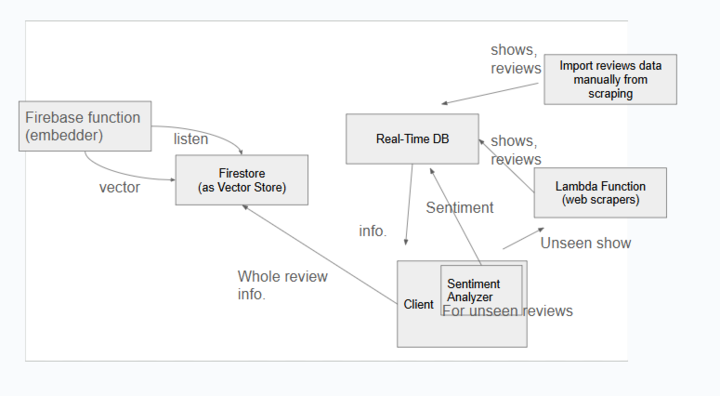 shows,
reviews
Import reviews data
manually from
scraping
Firebase function
(embedder)
listen
Real-Time DB
shows,
reviews
vector
Firestore
(as Vector Store)
Lambda Function
(web scrapers)
Sentiment
info.
Unseen show
Whole review
info.
Client
Sentiment
Analyzer
For unseen reviews